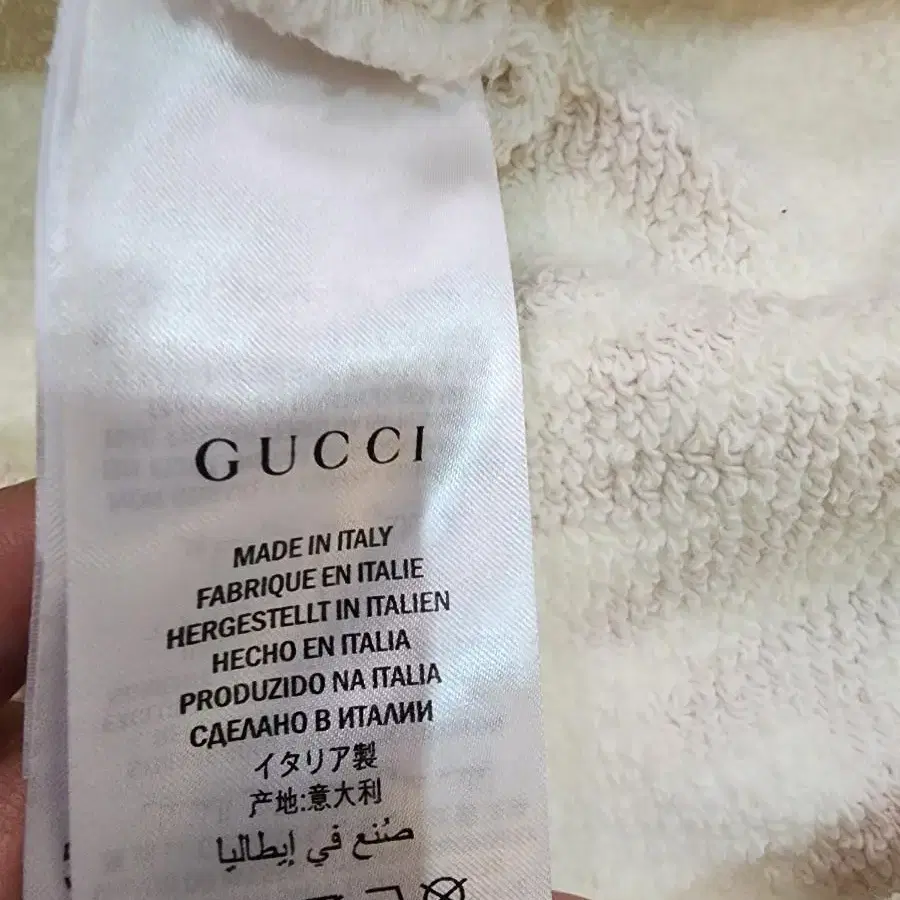 GUCCI
MADE IN ITALY
FABRIQUE EN ITALIE
HERGESTELLT IN ITALIEN
HECHO EN ITALIA
PRODUZIDO NA ITALIA
СДЕЛАНО В ИТАЛИИ
イタリア製
产地:意大利
صُنع في إيطاليا